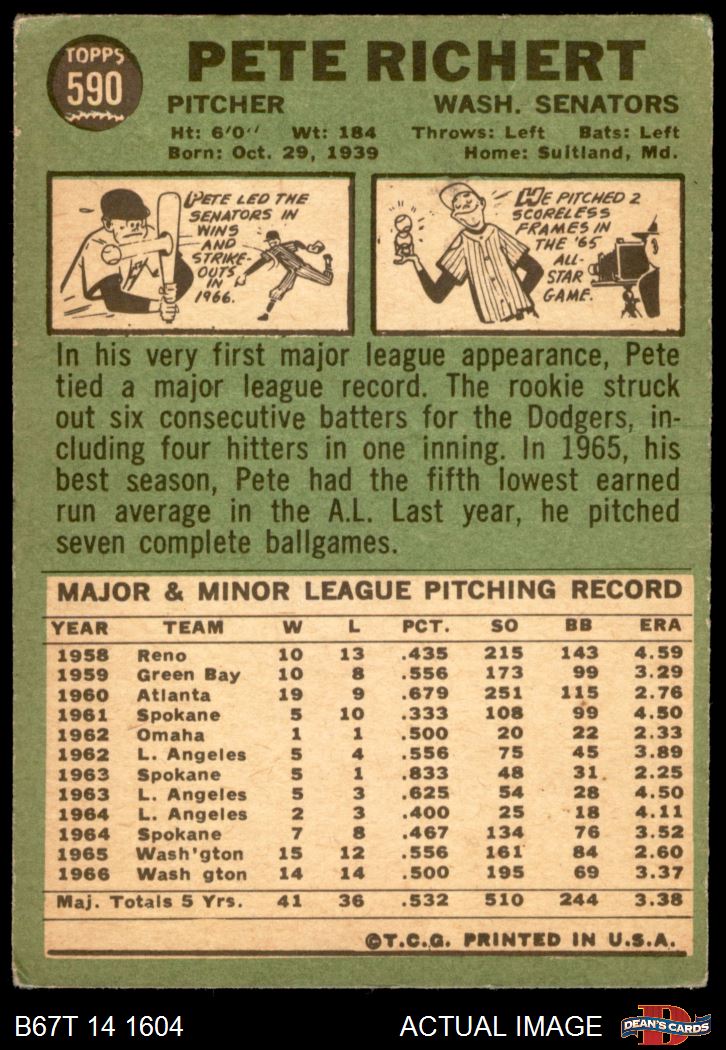 TOPPS
590
PETE RICHERT
PITCHER WASH. SENATORS
Ht: 6'0'' Wt: 184 Throws: Left Bats: Left
Born: Oct. 29, 1939 Home: Suitland, Md.
PETE LED THE
SENATORS IN
WINS
AND
STRIKE-
OUTS
IN
1966.
HE PITCHED 2
SCORELESS
FRAMES IN
THE '65
ALL-
STAR
GAME.
In his very first major league appearance, Pete
tied a major league record. The rookie struck
out six consecutive batters for the Dodgers, in-
cluding four hitters in one inning. In 1965, his
best season, Pete had the fifth lowest earned
run average in the A.L. Last year, he pitched
seven complete ballgames.
MAJOR & MINOR LEAGUE PITCHING RECORD
YEAR TEAM W L PCT. SO BB ERA
1958 Reno 10 13 .435 215 143 4.59
1959 Green Bay 10 8 .556 173 99 3.29
1960 Atlanta 19 9 .679 251 115 2.76
1961 Spokane 5 10 .333 108 99 4.50
1962 Omaha 1 1 .500 20 22 2.33
1962 L. Angeles 5 4 .556 75 45 3.89
1963 Spokane 5 1 .833 48 31 2.25
1963 L. Angeles 5 3 .625 54 28 4.50
1964 L. Angeles 2 3 .400 25 18 4.11
1964 Spokane 7 8 .467 134 76 3.52
1965 Wash'gton 15 12 .556 161 84 2.60
1966 Wash gton 14 14 .500 195 69 3.37
Maj. Totals 5 Yrs. 41 36 .532 510 244 3.38
©T.C.G. PRINTED IN U.S.A.
B67T 14 1604 ACTUAL IMAGE D DEAN'S CARDS